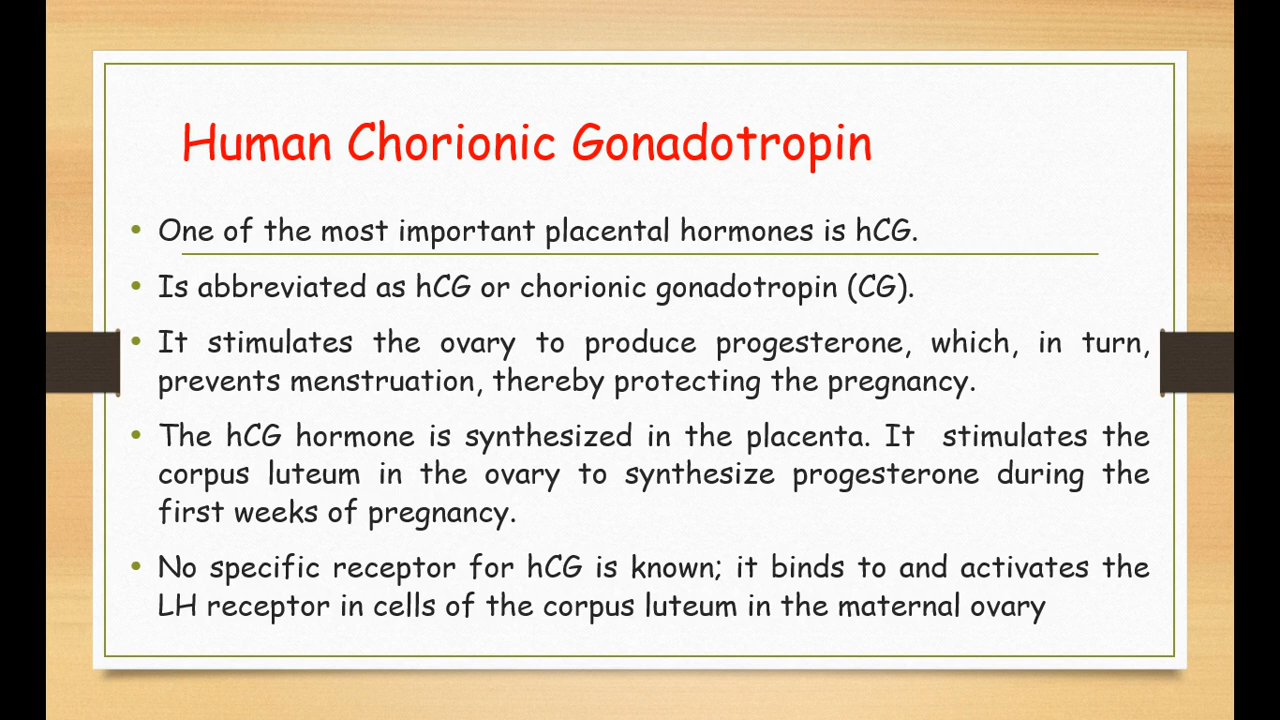 Human Chorionic Gonadotropin
• One of the most important placental hormones is hCG.
• Is abbreviated as hCG or chorionic gonadotropin (CG).
• It stimulates the ovary to produce progesterone, which, in turn,
prevents menstruation, thereby protecting the pregnancy.
• The hCG hormone is synthesized in the placenta. It  stimulates the
corpus luteum in the ovary to synthesize progesterone during the
first weeks of pregnancy.
• No specific receptor for hCG is known; it binds to and activates the
LH receptor in cells of the corpus luteum in the maternal ovary